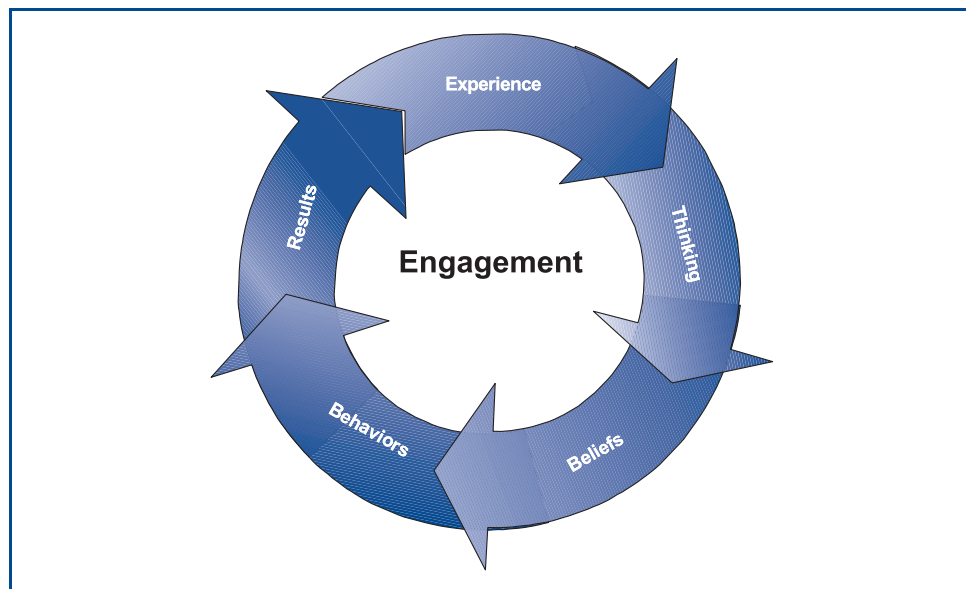 Experience
Thinking
Beliefs
Behaviors
Results
Engagement